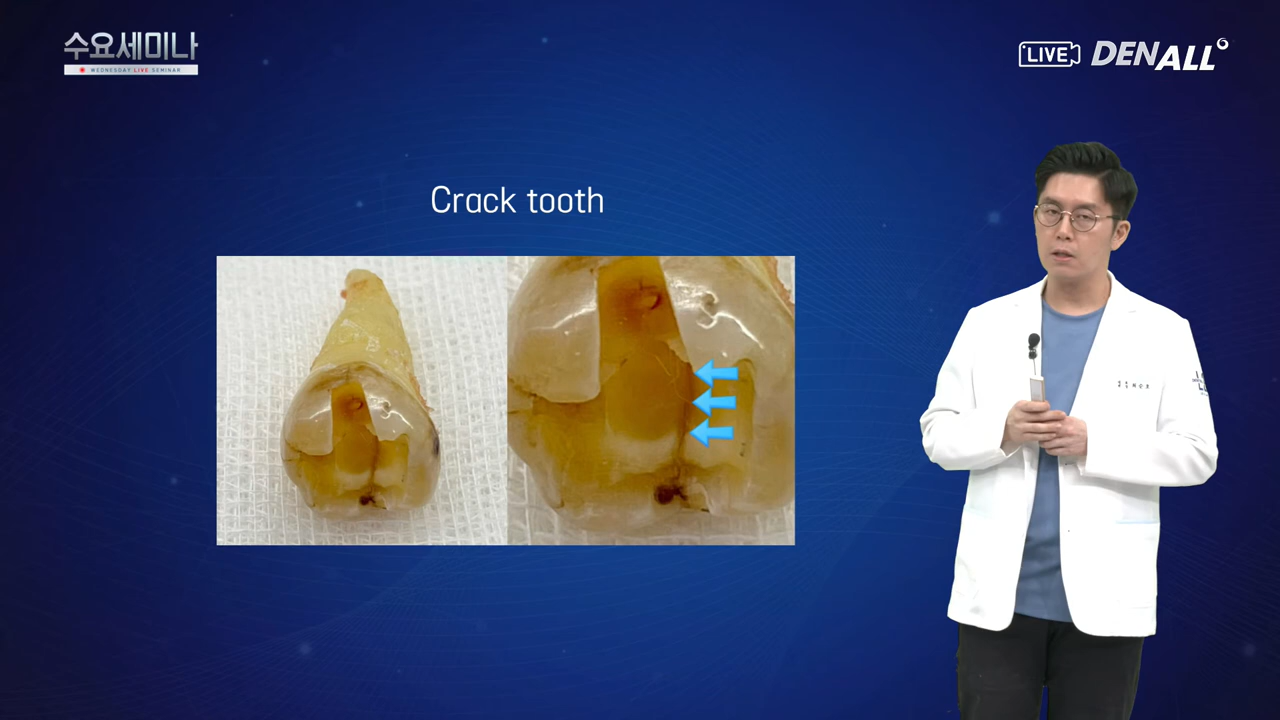 수요세미나
WEDNESDAY LIVE SEMINAR
LIVE
DENALL
Crack tooth